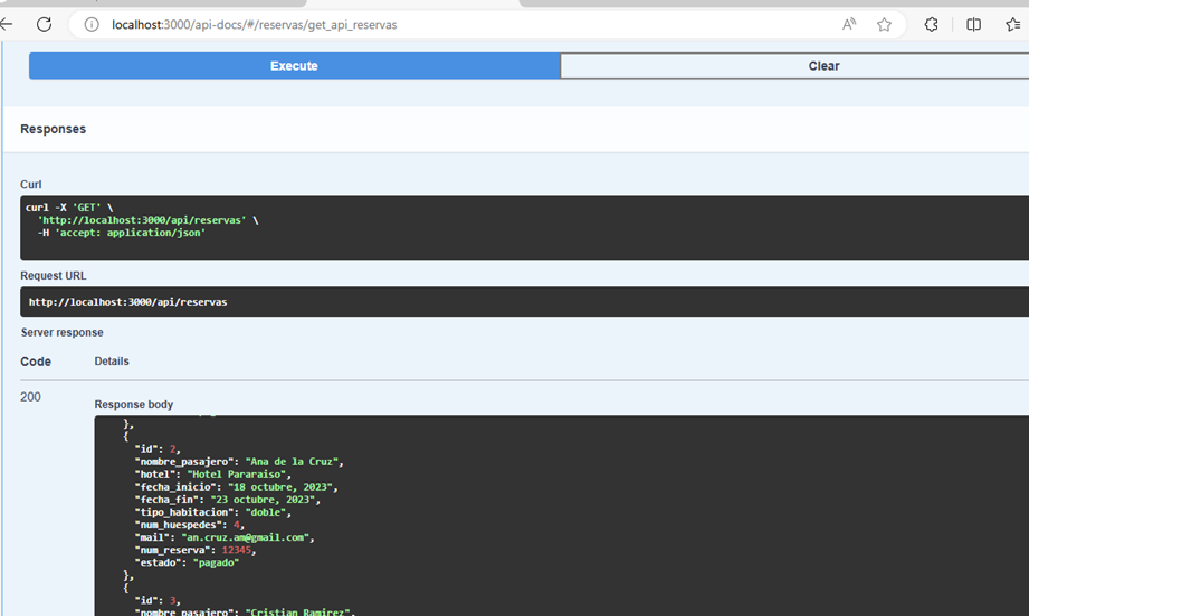 localhost:3000/api-docs/#/reservas/get_api_reservas
Execute
Clear
Responses
Curl
curl -X 'GET' \
'http://localhost:3000/api/reservas' \
-H 'accept: application/json'
Request URL
http://localhost:3000/api/reservas
Server response
Code Details
200
Response body
},
{
"id": 2,
"nombre_pasajero": "Ana de la Cruz",
"hotel": "Hotel Pararaiso",
"fecha_inicio": "18 octubre, 2023",
"fecha_fin": "23 octubre, 2023",
"tipo_habitacion": "doble",
"num_huespedes": 4,
"mail": "an.cruz.am@gmail.com",
"num_reserva": 12345,
"estado": "pagado"
},
{
"id": 3,
"nombre_pasajero": "Cristian Ramirez",